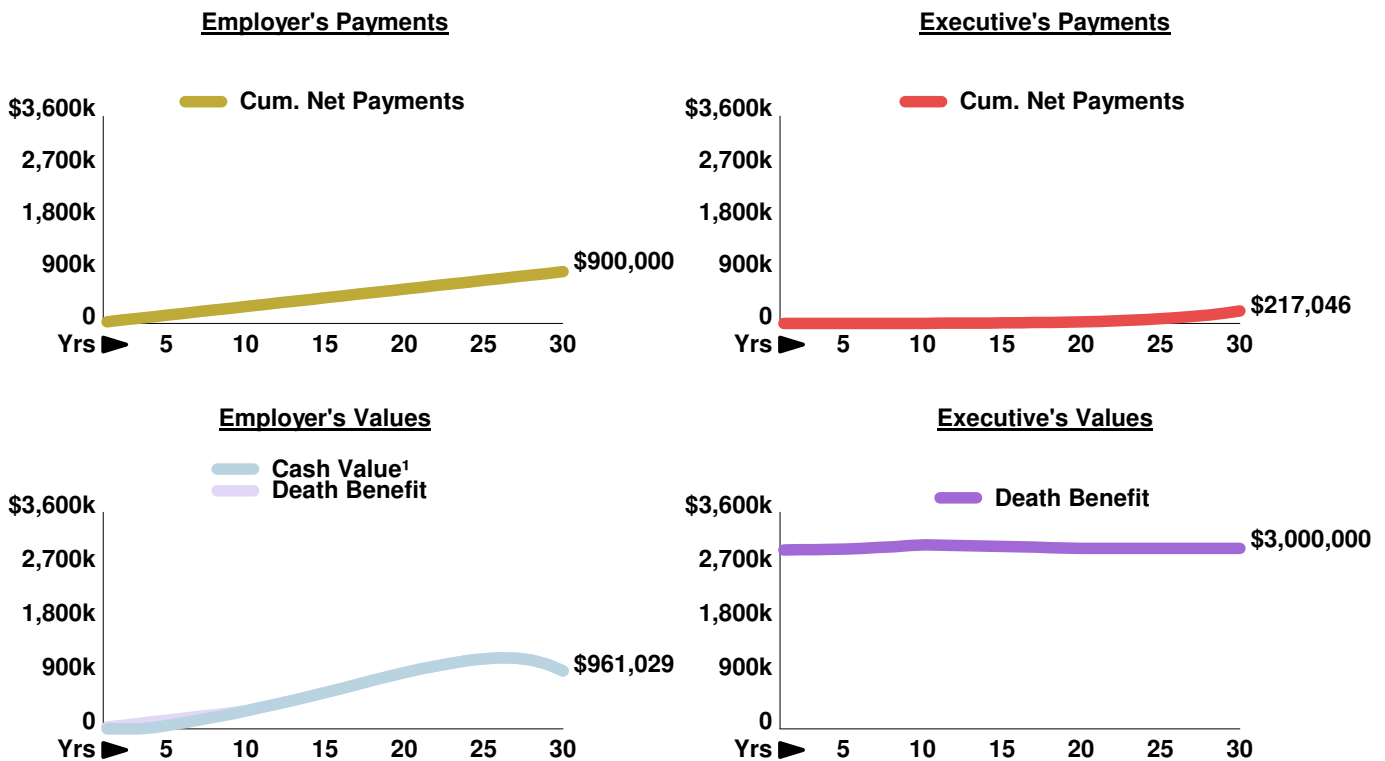 Employer's Payments
Cum. Net Payments
$3,600k
2,700k
1,800k
900k
0
$900,000
Yrs 5 10 15 20 25 30
Executive's Payments
Cum. Net Payments
$3,600k
2,700k
1,800k
900k
0
$217,046
Yrs 5 10 15 20 25 30
Employer's Values
Cash Value¹
Death Benefit
$3,600k
2,700k
1,800k
900k
0
$961,029
Yrs 5 10 15 20 25 30
Executive's Values
Death Benefit
$3,600k
2,700k
1,800k
900k
0
$3,000,000
Yrs 5 10 15 20 25 30